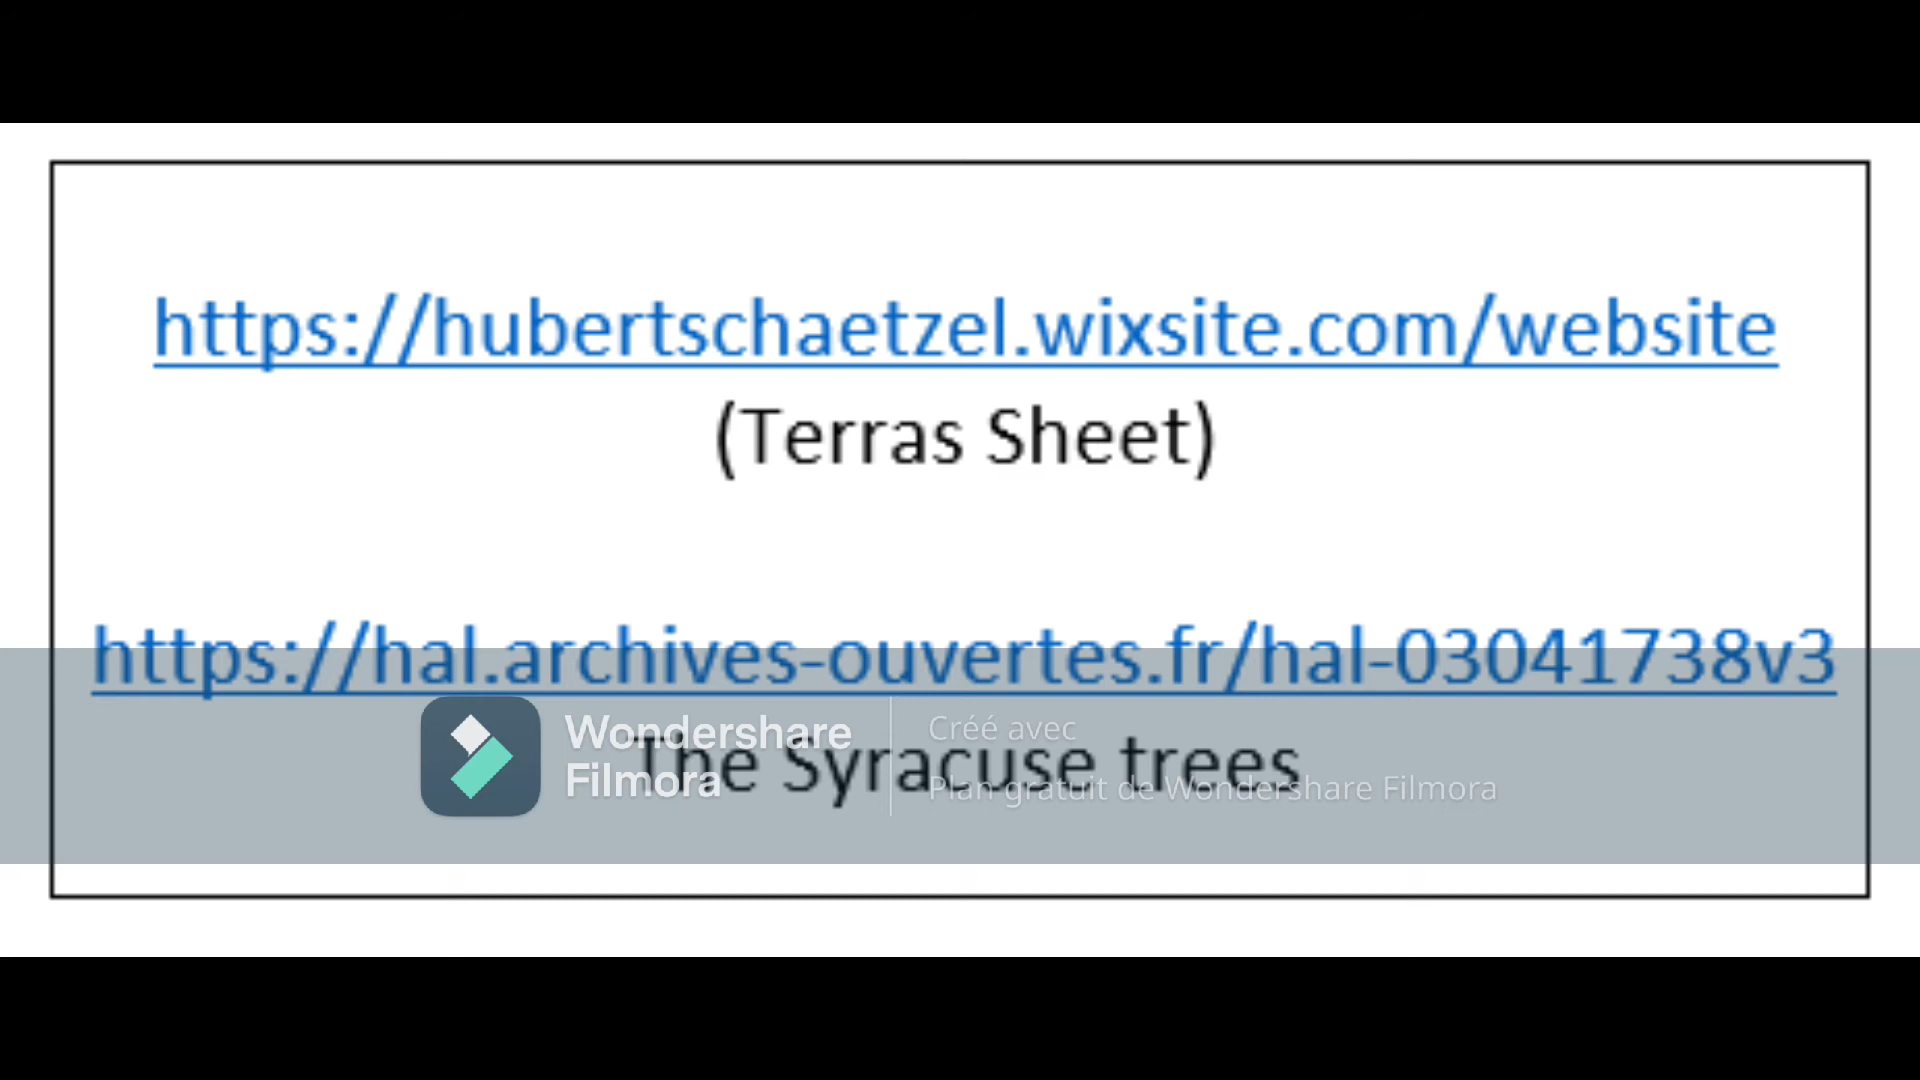 https://hubertschaetzel.wixsite.com/website
(Terras Sheet)
https://hal.archives-ouvertes.fr/hal-03041738v3
The Syracuse trees
Wondershare
Filmora
Créé avec
Plan gratuit de Wondershare Filmora